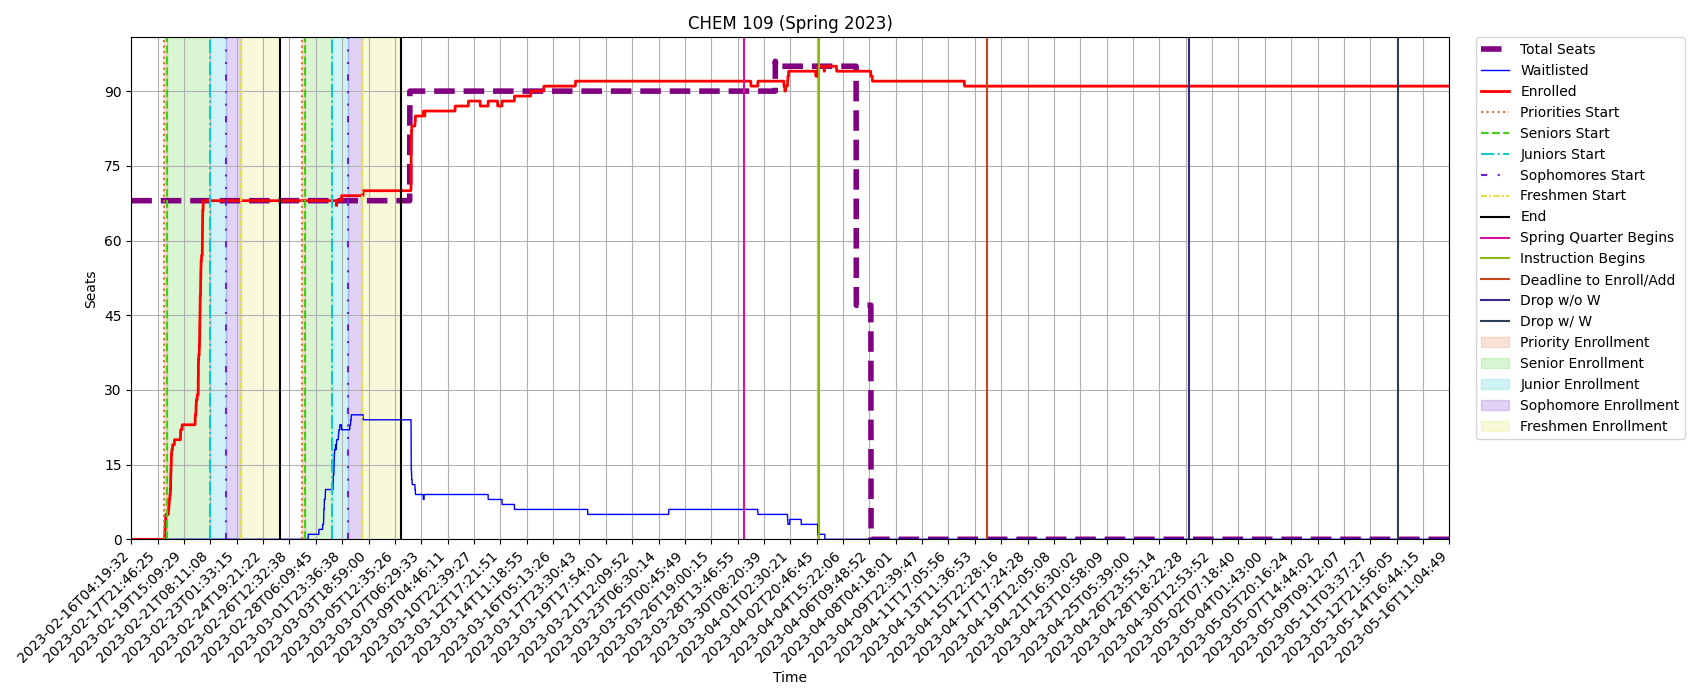 CHEM 109 (Spring 2023)
Seats
90
75
60
45
30
15
0
2023-02-16T04:19:32
2023-02-17T21:46:25
2023-02-19T15:09:29
2023-02-21T08:11:08
2023-02-23T01:33:15
2023-02-24T19:21:22
2023-02-26T12:32:38
2023-02-28T06:09:45
2023-03-01T23:36:38
2023-03-03T18:59:00
2023-03-05T12:35:26
2023-03-07T06:29:33
2023-03-09T04:46:11
2023-03-10T22:39:27
2023-03-12T17:21:51
2023-03-14T11:18:55
2023-03-16T05:13:26
2023-03-17T23:30:43
2023-03-19T17:54:01
2023-03-21T12:09:52
2023-03-23T06:30:14
2023-03-25T00:45:49
2023-03-26T19:00:15
2023-03-28T13:46:55
2023-03-30T08:20:39
2023-04-01T02:30:21
2023-04-02T20:46:45
2023-04-04T15:22:06
2023-04-06T09:48:52
2023-04-08T04:18:01
2023-04-09T22:39:47
2023-04-11T17:05:56
2023-04-13T11:36:53
2023-04-15T22:28:16
2023-04-17T17:24:28
2023-04-19T12:05:08
2023-04-21T16:30:02
2023-04-23T10:58:09
2023-04-25T05:39:00
2023-04-26T23:55:14
2023-04-28T18:22:28
2023-04-30T12:53:52
2023-05-02T07:18:40
2023-05-04T01:43:00
2023-05-05T20:16:24
2023-05-07T14:44:02
2023-05-09T09:12:07
2023-05-11T03:37:27
2023-05-12T21:56:05
2023-05-14T16:44:15
2023-05-16T11:04:49
Time
Total Seats
Waitlisted
Enrolled
Priorities Start
Seniors Start
Juniors Start
Sophomores Start
Freshmen Start
End
Spring Quarter Begins
Instruction Begins
Deadline to Enroll/Add
Drop w/o W
Drop w/ W
Priority Enrollment
Senior Enrollment
Junior Enrollment
Sophomore Enrollment
Freshmen Enrollment